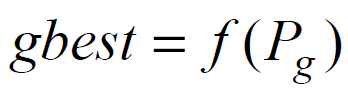 gbest = f(P_g)